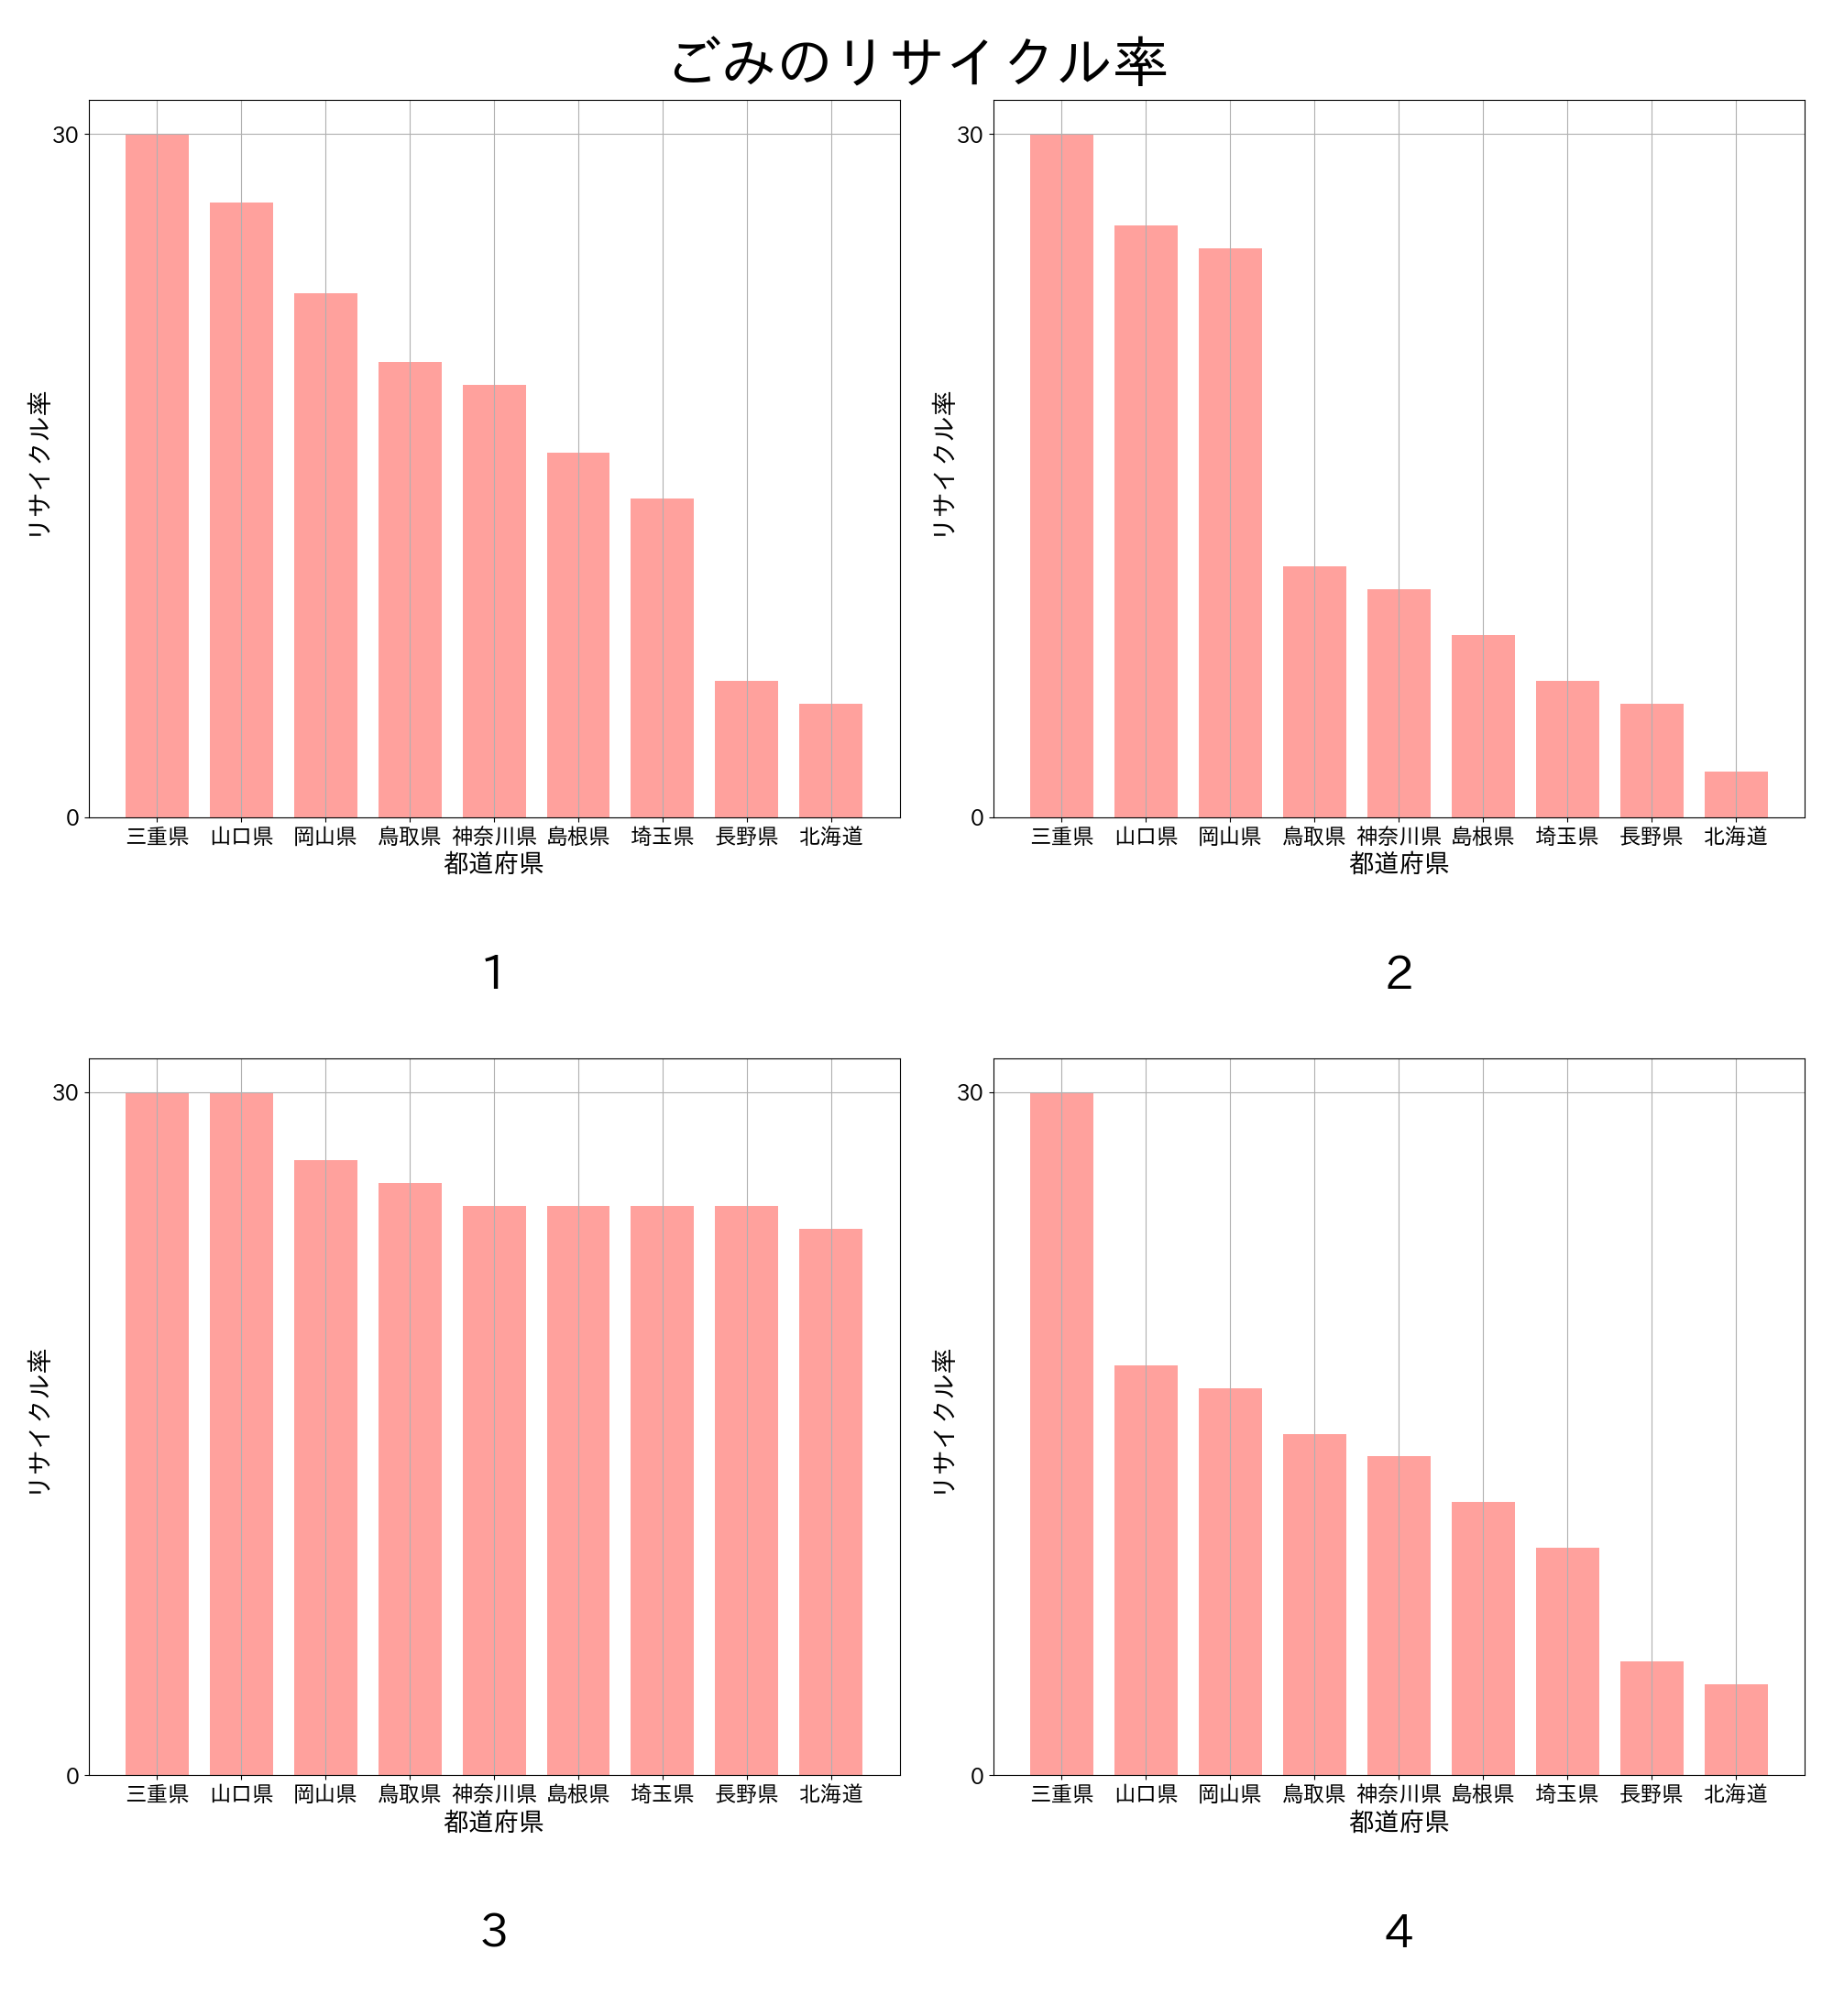 ごみのリサイクル率
30
0
リサイクル率
三重県 山口県 岡山県 鳥取県 神奈川県 島根県 埼玉県 長野県 北海道
都道府県
1
30
0
リサイクル率
三重県 山口県 岡山県 鳥取県 神奈川県 島根県 埼玉県 長野県 北海道
都道府県
2
30
0
リサイクル率
三重県 山口県 岡山県 鳥取県 神奈川県 島根県 埼玉県 長野県 北海道
都道府県
3
30
0
リサイクル率
三重県 山口県 岡山県 鳥取県 神奈川県 島根県 埼玉県 長野県 北海道
都道府県
4